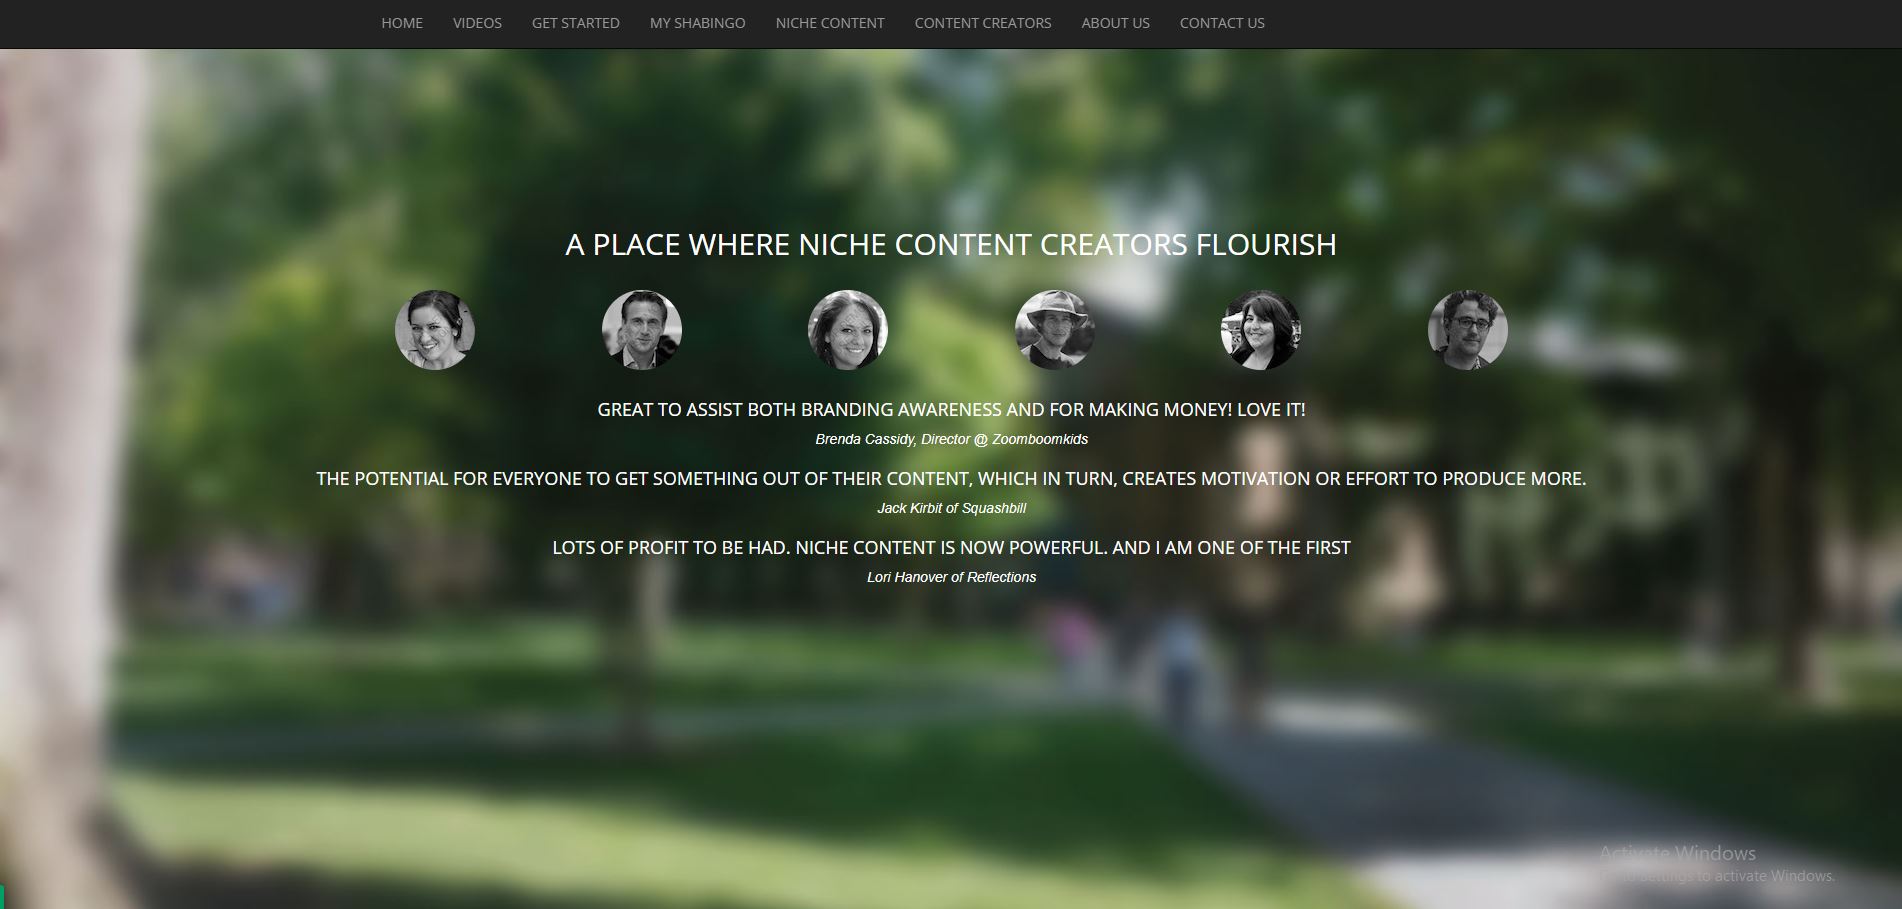 HOME VIDEOS GET STARTED MY SHABINGO NICHE CONTENT CONTENT CREATORS ABOUT US CONTACT US
A PLACE WHERE NICHE CONTENT CREATORS FLOURISH
GREAT TO ASSIST BOTH BRANDING AWARENESS AND FOR MAKING MONEY! LOVE IT!
Brenda Cassidy, Director @ Zoomboomkids
THE POTENTIAL FOR EVERYONE TO GET SOMETHING OUT OF THEIR CONTENT, WHICH IN TURN, CREATES MOTIVATION OR EFFORT TO PRODUCE MORE.
Jack Kirbit of Squashbill
LOTS OF PROFIT TO BE HAD. NICHE CONTENT IS NOW POWERFUL. AND I AM ONE OF THE FIRST
Lori Hanover of Reflections
Activate Windows
Go to Settings to activate Windows.